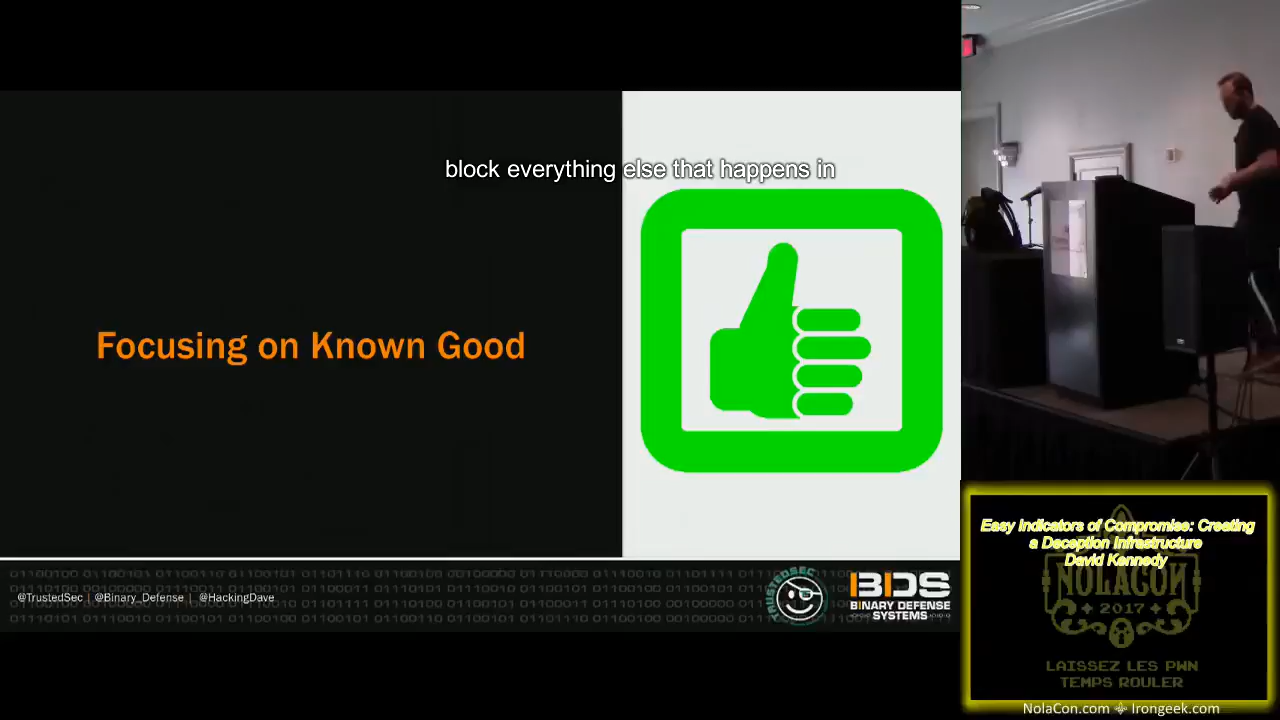 block everything else that happens in
Focusing on Known Good
@TrustedSec | @Binary_Defense | @HackingDave
TRUSTEDSEC
BDS
BINARY DEFENSE
SYSTEMS
Easy Indicators of Compromise: Creating
a Deception Infrastructure
David Kennedy
NOLACON
2017
LAISSEZ LES PWN
TEMPS ROULER
NolaCon.com Irongeek.com